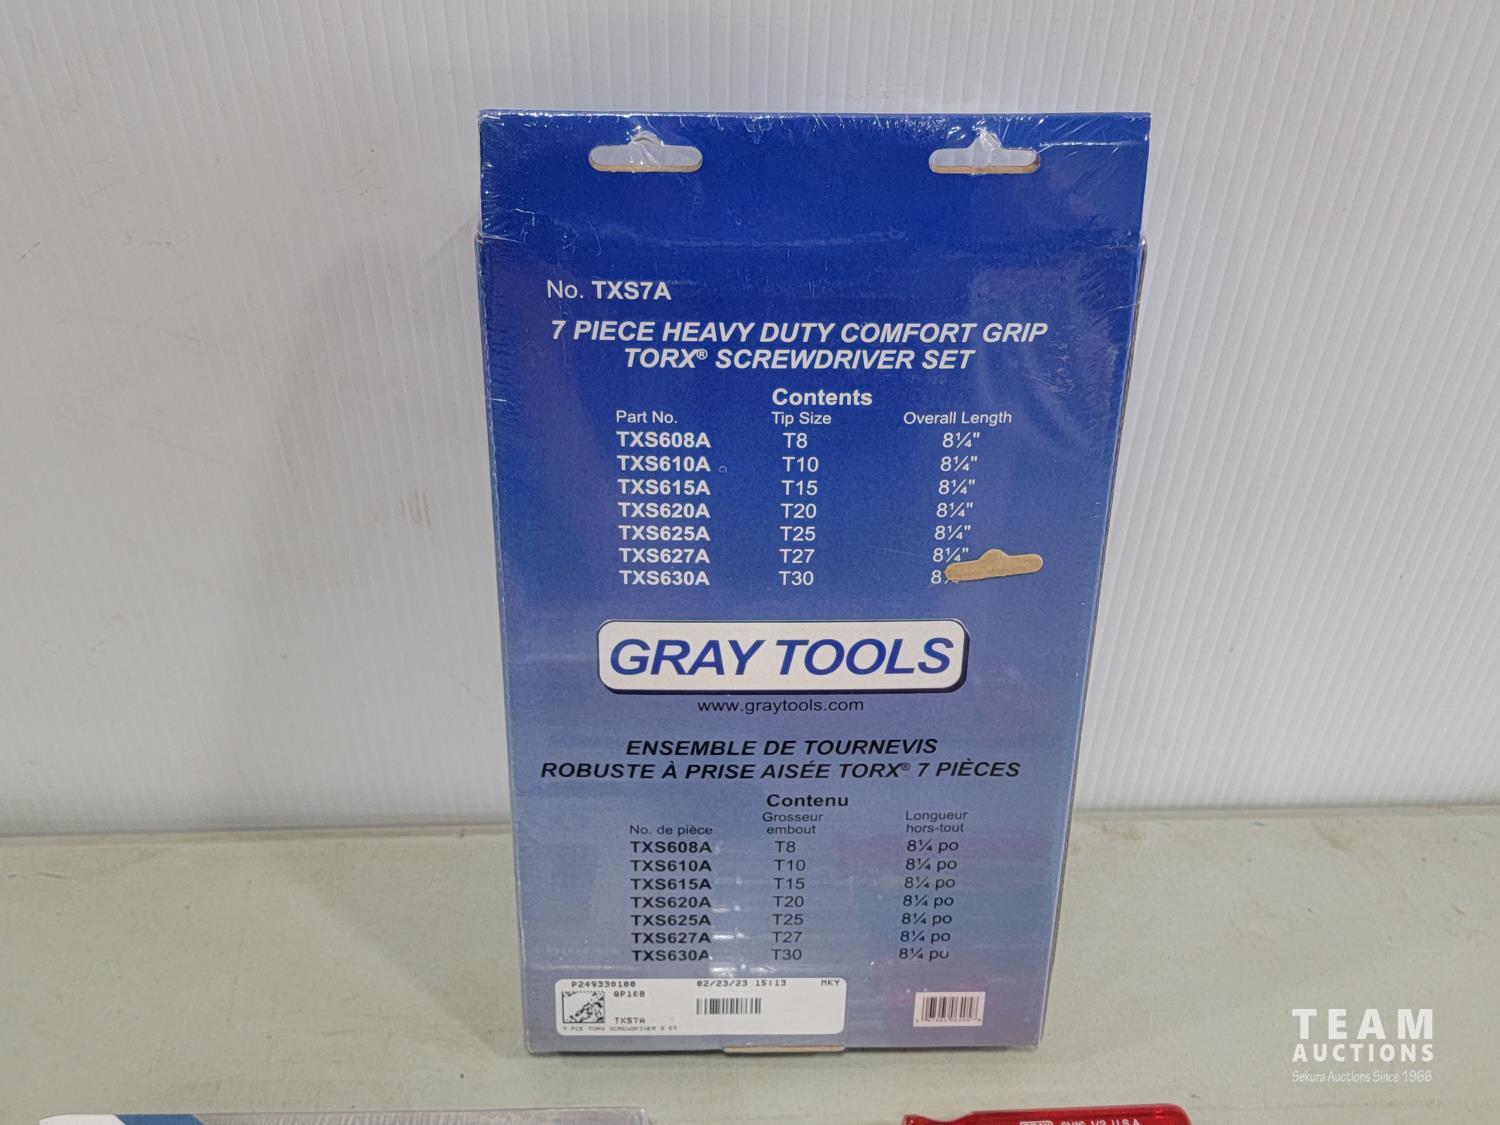 No. TXS7A
7 PIECE HEAVY DUTY COMFORT GRIP
TORX® SCREWDRIVER SET
Contents
Part No. Tip Size Overall Length
TXS608A T8 8¼"
TXS610A T10 8¼"
TXS615A T15 8¼"
TXS620A T20 8¼"
TXS625A T25 8¼"
TXS627A T27 8¼"
TXS630A T30 8
GRAY TOOLS
www.graytools.com
ENSEMBLE DE TOURNEVIS
ROBUSTE À PRISE AISÉE TORX® 7 PIÈCES
Contenu
No. de pièce Grosseur embout Longueur hors-tout
TXS608A T8 8¼ po
TXS610A T10 8¼ po
TXS615A T15 8¼ po
TXS620A T20 8¼ po
TXS625A T25 8¼ po
TXS627A T27 8¼ po
TXS630A T30 8¼ po
P249330100 02/23/23 15:13 MKY
TXS7A
7 PCE TORX SCREWDRIVER S ET
TEAM
AUCTIONS
Sekura Auctions Since 1966
U.S.A